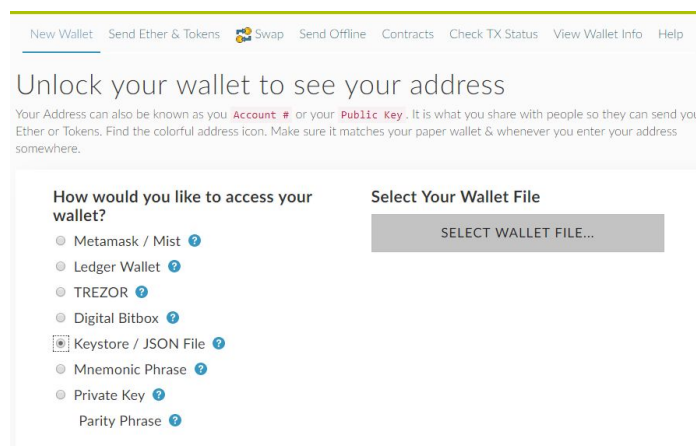 New Wallet Send Ether & Tokens Swap Send Offline Contracts Check TX Status View Wallet Info Help
Unlock your wallet to see your address
Your Address can also be known as you Account # or your Public Key. It is what you share with people so they can send you
Ether or Tokens. Find the colorful address icon. Make sure it matches your paper wallet & whenever you enter your address
somewhere.
How would you like to access your
wallet?
Metamask / Mist ?
Ledger Wallet ?
TREZOR ?
Digital Bitbox ?
Keystore / JSON File ?
Mnemonic Phrase ?
Private Key ?
Parity Phrase ?
Select Your Wallet File
SELECT WALLET FILE...